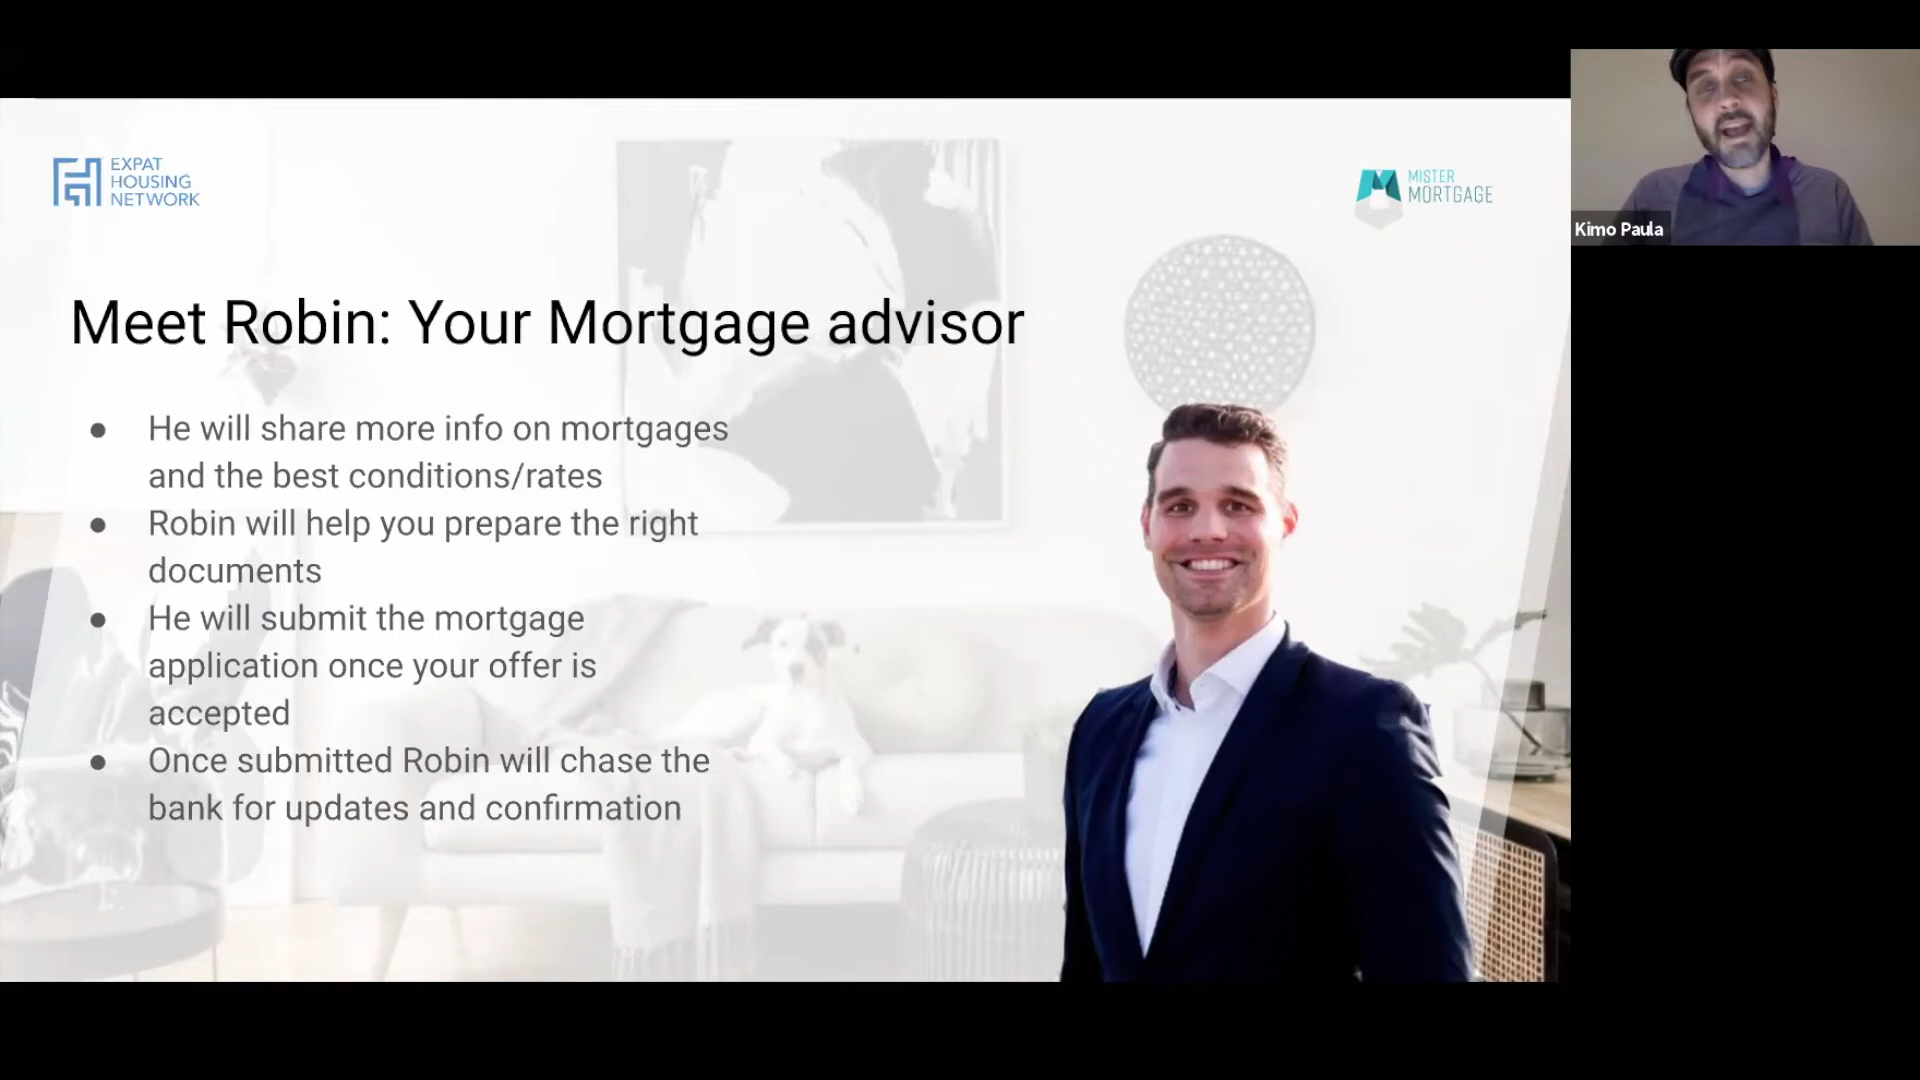 EXPAT
HOUSING
NETWORK
MISTER
MORTGAGE
Kimo Paula
Meet Robin: Your Mortgage advisor
● He will share more info on mortgages
and the best conditions/rates
● Robin will help you prepare the right
documents
● He will submit the mortgage
application once your offer is
accepted
● Once submitted Robin will chase the
bank for updates and confirmation